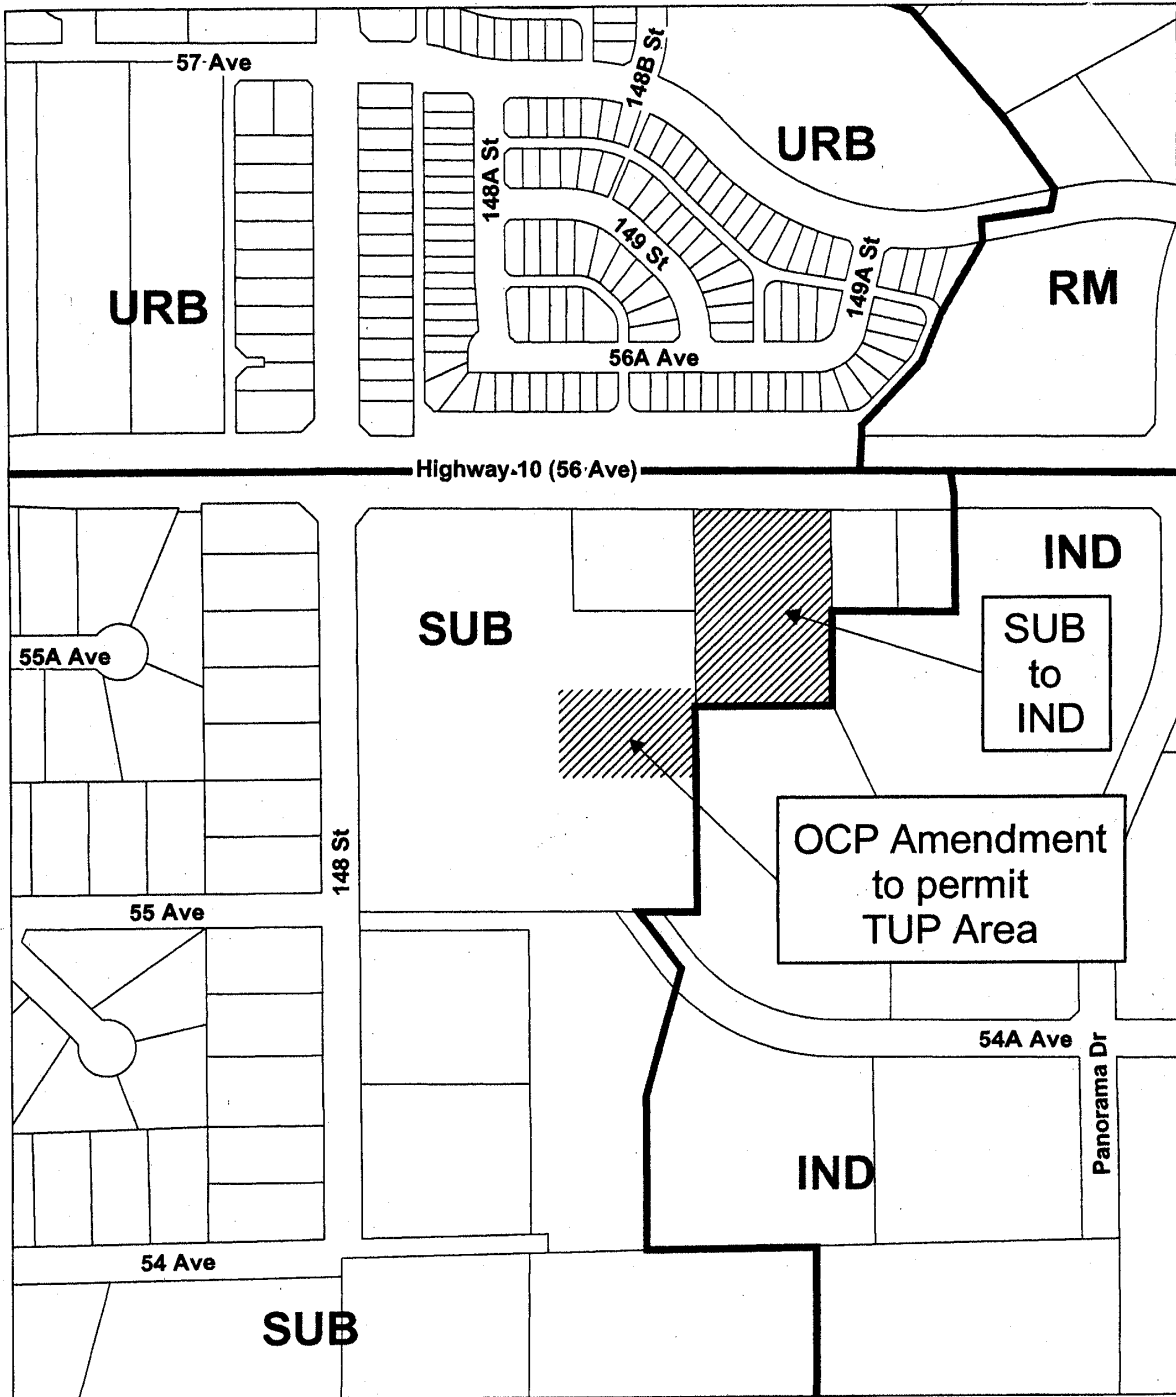 57 Ave
148B St
URB
148A St
149 St
149A St
URB
RM
56A Ave
Highway 10 (56 Ave)
IND
SUB
SUB
to
IND
55A Ave
OCP Amendment
to permit
TUP Area
148 St
55 Ave
54A Ave
Panorama Dr
IND
54 Ave
SUB